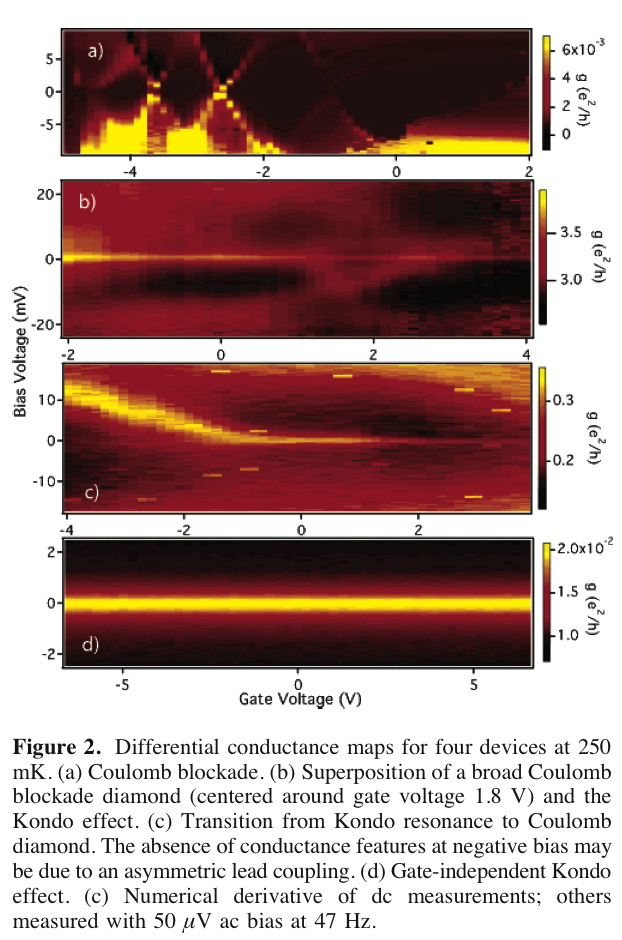 a)
5
0
-5
-4
-2
0
2
6x10-3
4
2
0
g (e2/h)
b)
20
0
-20
-2
0
2
4
3.5
3.0
g (e2/h)
Bias Voltage (mV)
c)
10
0
-10
-4
-2
0
2
0.3
0.2
g (e2/h)
d)
2
0
-2
-5
0
5
2.0x10-2
1.5
1.0
g (e2/h)
Gate Voltage (V)
Figure 2. Differential conductance maps for four devices at 250
mK. (a) Coulomb blockade. (b) Superposition of a broad Coulomb
blockade diamond (centered around gate voltage 1.8 V) and the
Kondo effect. (c) Transition from Kondo resonance to Coulomb
diamond. The absence of conductance features at negative bias may
be due to an asymmetric lead coupling. (d) Gate-independent Kondo
effect. (c) Numerical derivative of dc measurements; others
measured with 50 μV ac bias at 47 Hz.